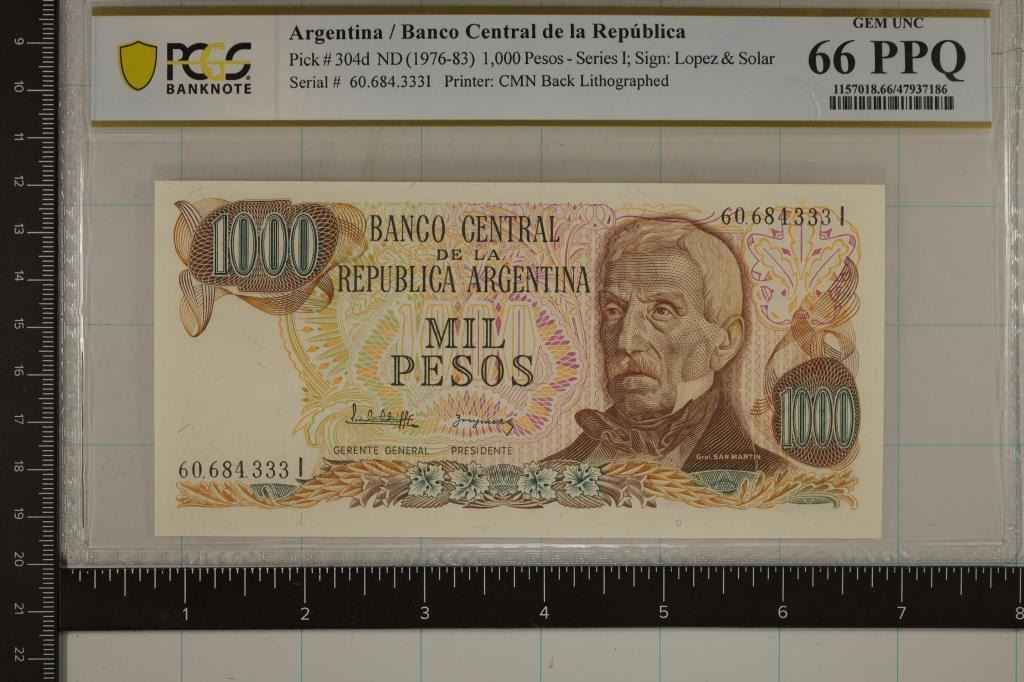 PCGS
BANKNOTE
Argentina / Banco Central de la República
Pick # 304d ND (1976-83) 1,000 Pesos - Series I; Sign: Lopez & Solar
Serial # 60.684.333I Printer: CMN Back Lithographed
GEM UNC
66 PPQ
1157018.66/47937186
1000
BANCO CENTRAL
DE LA
REPUBLICA ARGENTINA
60.684.333 I
MIL
PESOS
1000
GERENTE GENERAL PRESIDENTE
Gral. SAN MARTIN
60.684.333 I
9
10
11
12
13
14
15
16
17
18
19
20
21
22
1 2 3 4 5 6 7 8